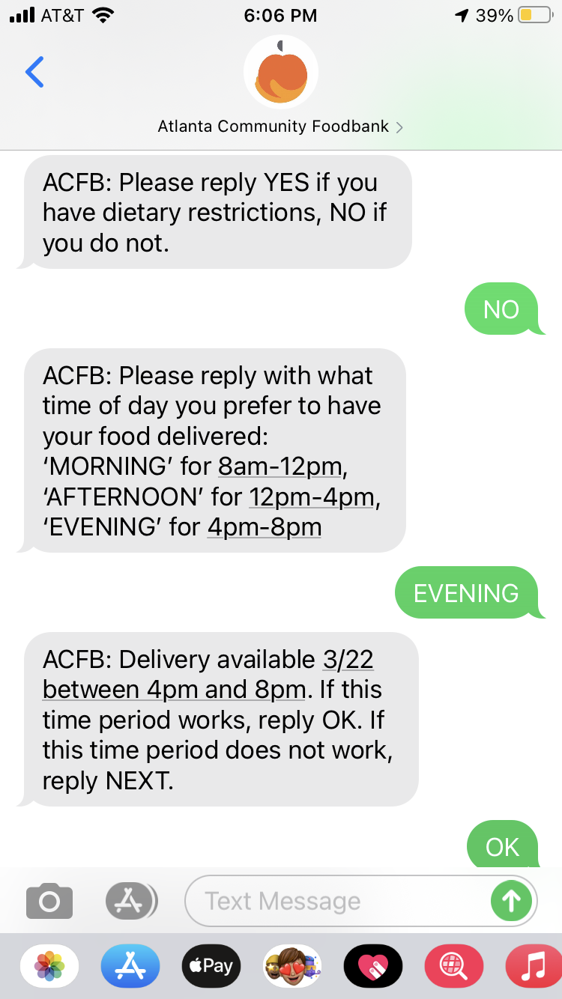 AT&T 6:06 PM 39%
Atlanta Community Foodbank
ACFB: Please reply YES if you
have dietary restrictions, NO if
you do not.
NO
ACFB: Please reply with what
time of day you prefer to have
your food delivered:
‘MORNING’ for 8am-12pm,
‘AFTERNOON’ for 12pm-4pm,
‘EVENING’ for 4pm-8pm
EVENING
ACFB: Delivery available 3/22
between 4pm and 8pm. If this
time period works, reply OK. If
this time period does not work,
reply NEXT.
OK
Text Message
Pay